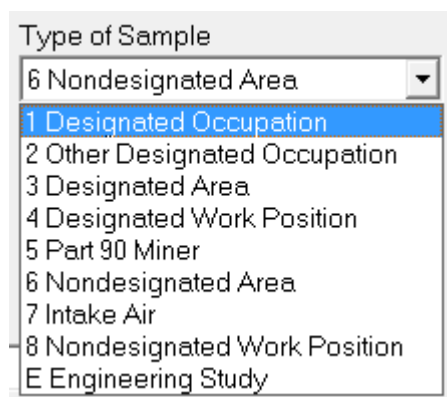 Type of Sample
6 Nondesignated Area
1 Designated Occupation
2 Other Designated Occupation
3 Designated Area
4 Designated Work Position
5 Part 90 Miner
6 Nondesignated Area
7 Intake Air
8 Nondesignated Work Position
E Engineering Study